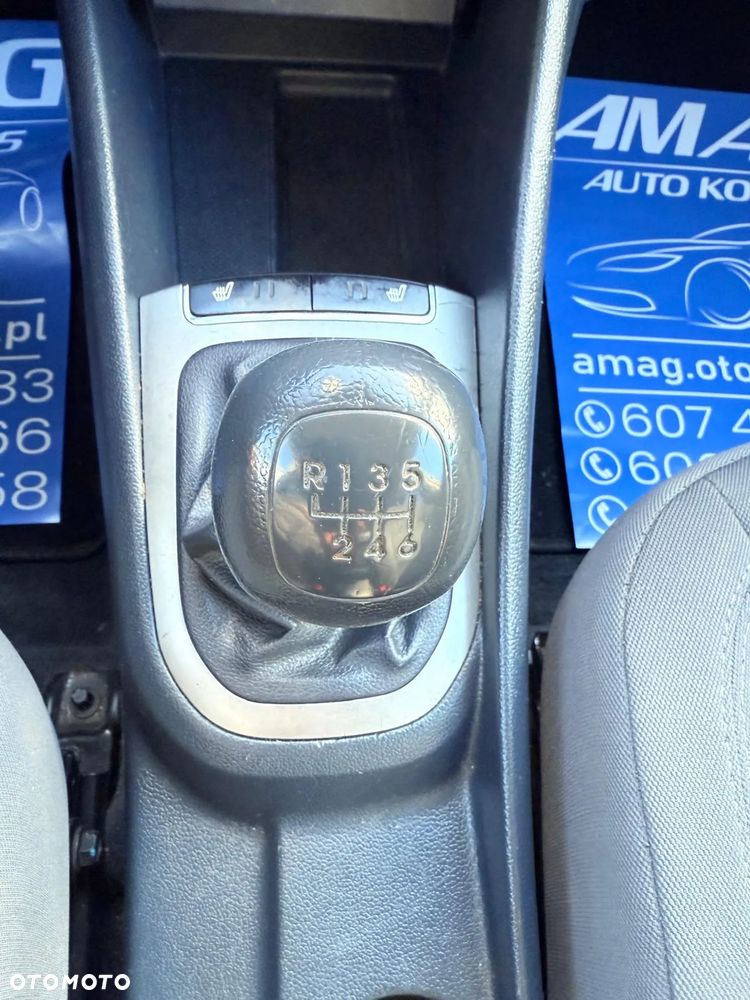 G
5
.pl
83
66
58
AMA
AUTO KO
amag.oto
607 4
60
R 1 3 5
2 4 6
OTOMOTO